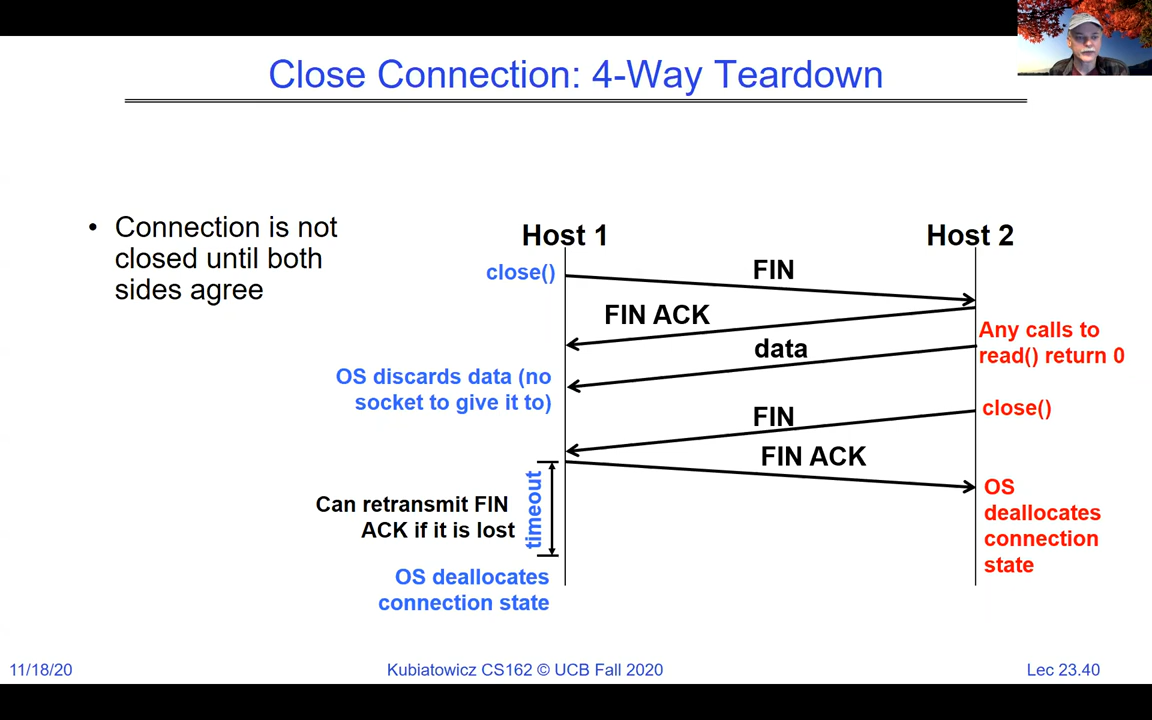 Close Connection: 4-Way Teardown
• Connection is not
closed until both
sides agree
Host 1
Host 2
close()
FIN
FIN ACK
Any calls to
read() return 0
data
OS discards data (no
socket to give it to)
close()
FIN
FIN ACK
timeout
Can retransmit FIN
ACK if it is lost
OS
deallocates
connection
state
OS deallocates
connection state
11/18/20
Kubiatowicz CS162 © UCB Fall 2020
Lec 23.40